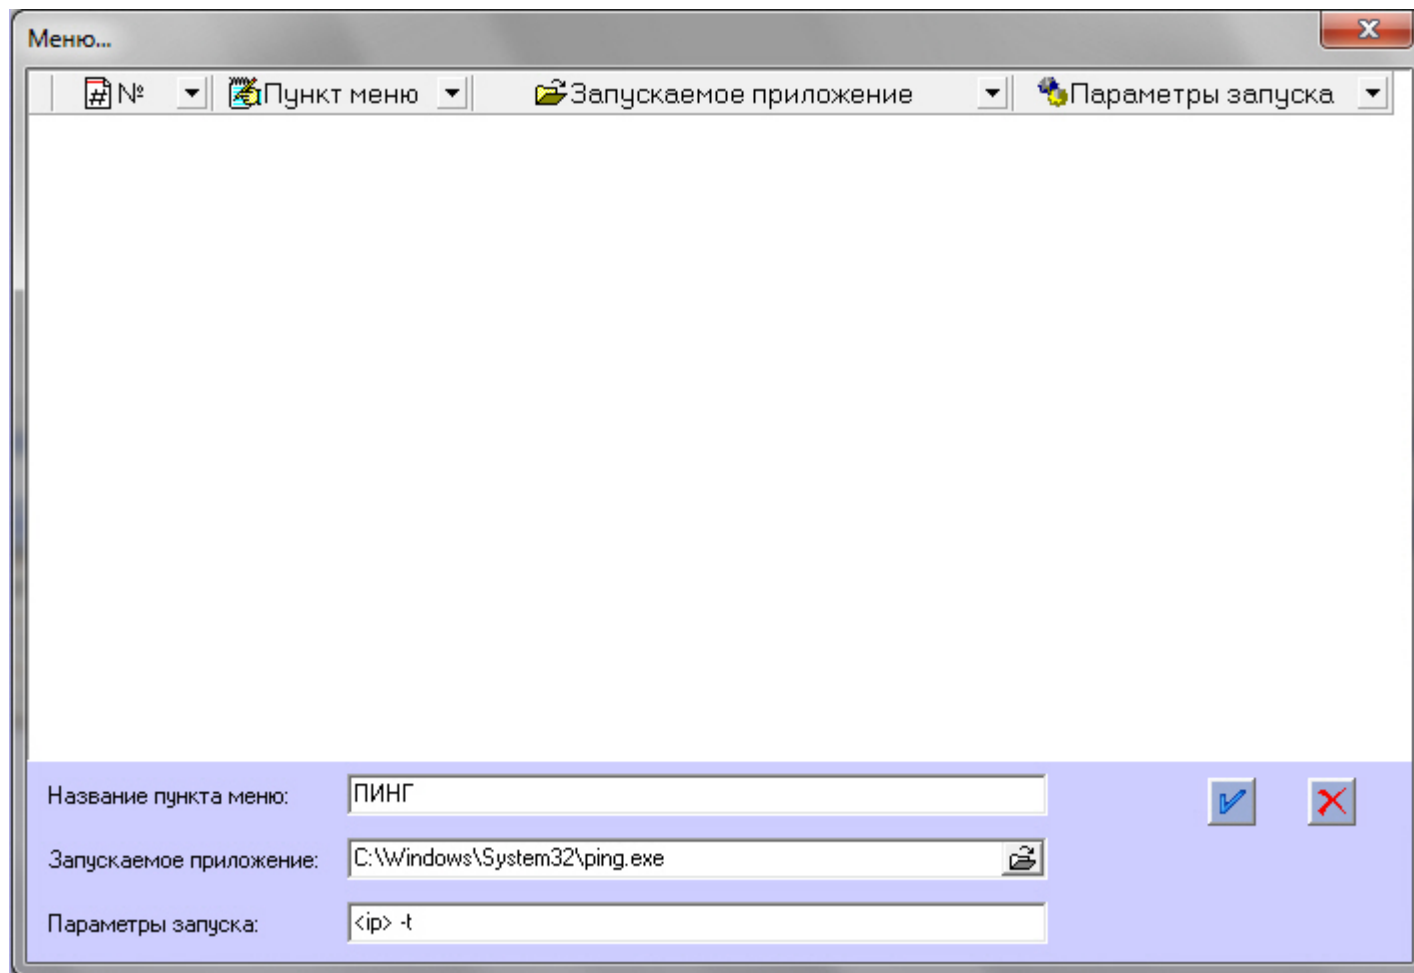 Меню...
№ Пункт меню Запускаемое приложение Параметры запуска
Название пункта меню: ПИНГ
Запускаемое приложение: C:\Windows\System32\ping.exe
Параметры запуска: <ip> -t